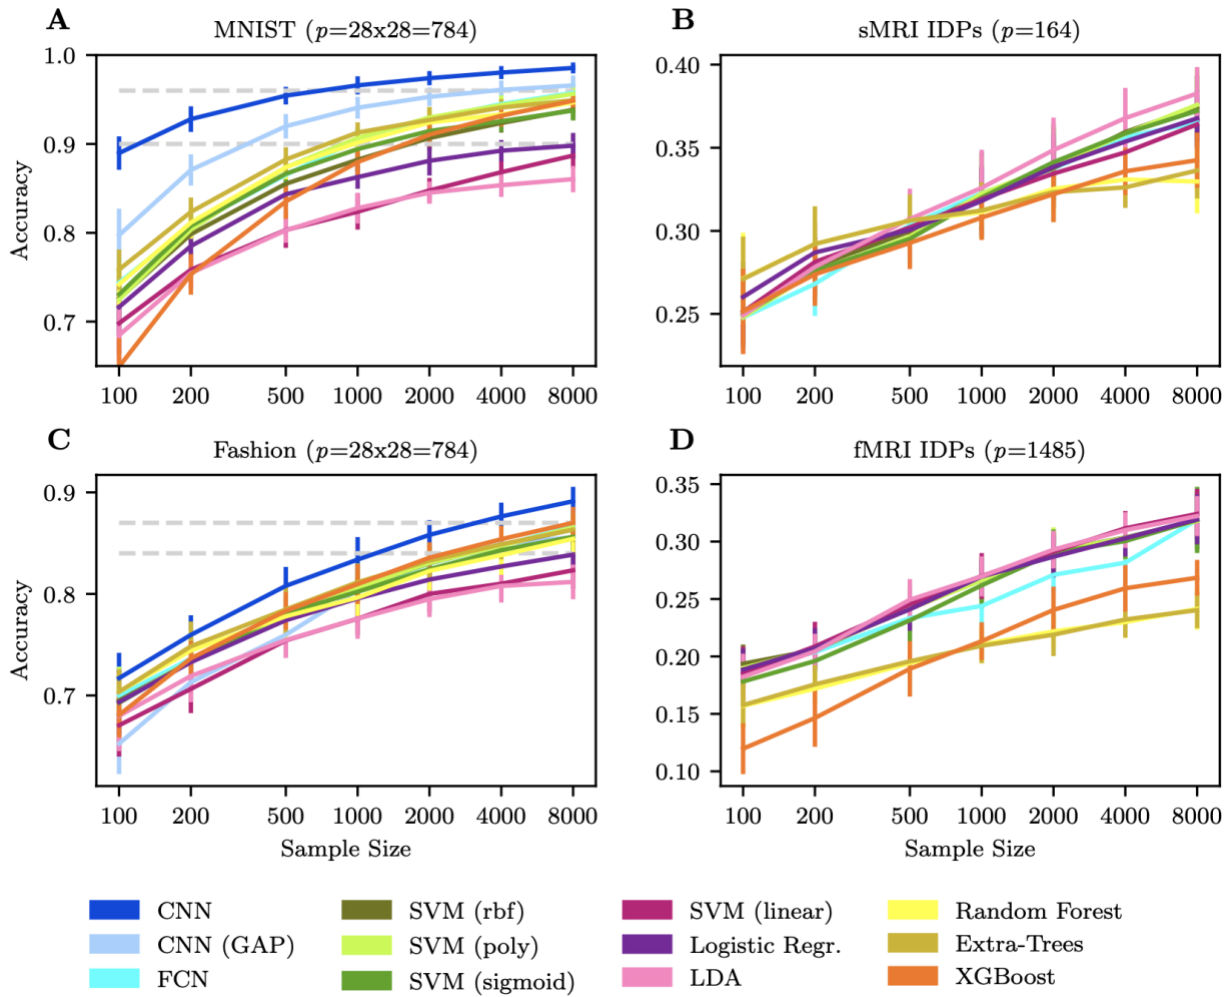 A
MNIST (p=28x28=784)
1.0
0.9
0.8
0.7
Accuracy
100 200 500 1000 2000 4000 8000
B
sMRI IDPs (p=164)
0.40
0.35
0.30
0.25
100 200 500 1000 2000 4000 8000
C
Fashion (p=28x28=784)
0.9
0.8
0.7
Accuracy
100 200 500 1000 2000 4000 8000
Sample Size
D
fMRI IDPs (p=1485)
0.35
0.30
0.25
0.20
0.15
0.10
100 200 500 1000 2000 4000 8000
Sample Size
CNN
CNN (GAP)
FCN
SVM (rbf)
SVM (poly)
SVM (sigmoid)
SVM (linear)
Logistic Regr.
LDA
Random Forest
Extra-Trees
XGBoost